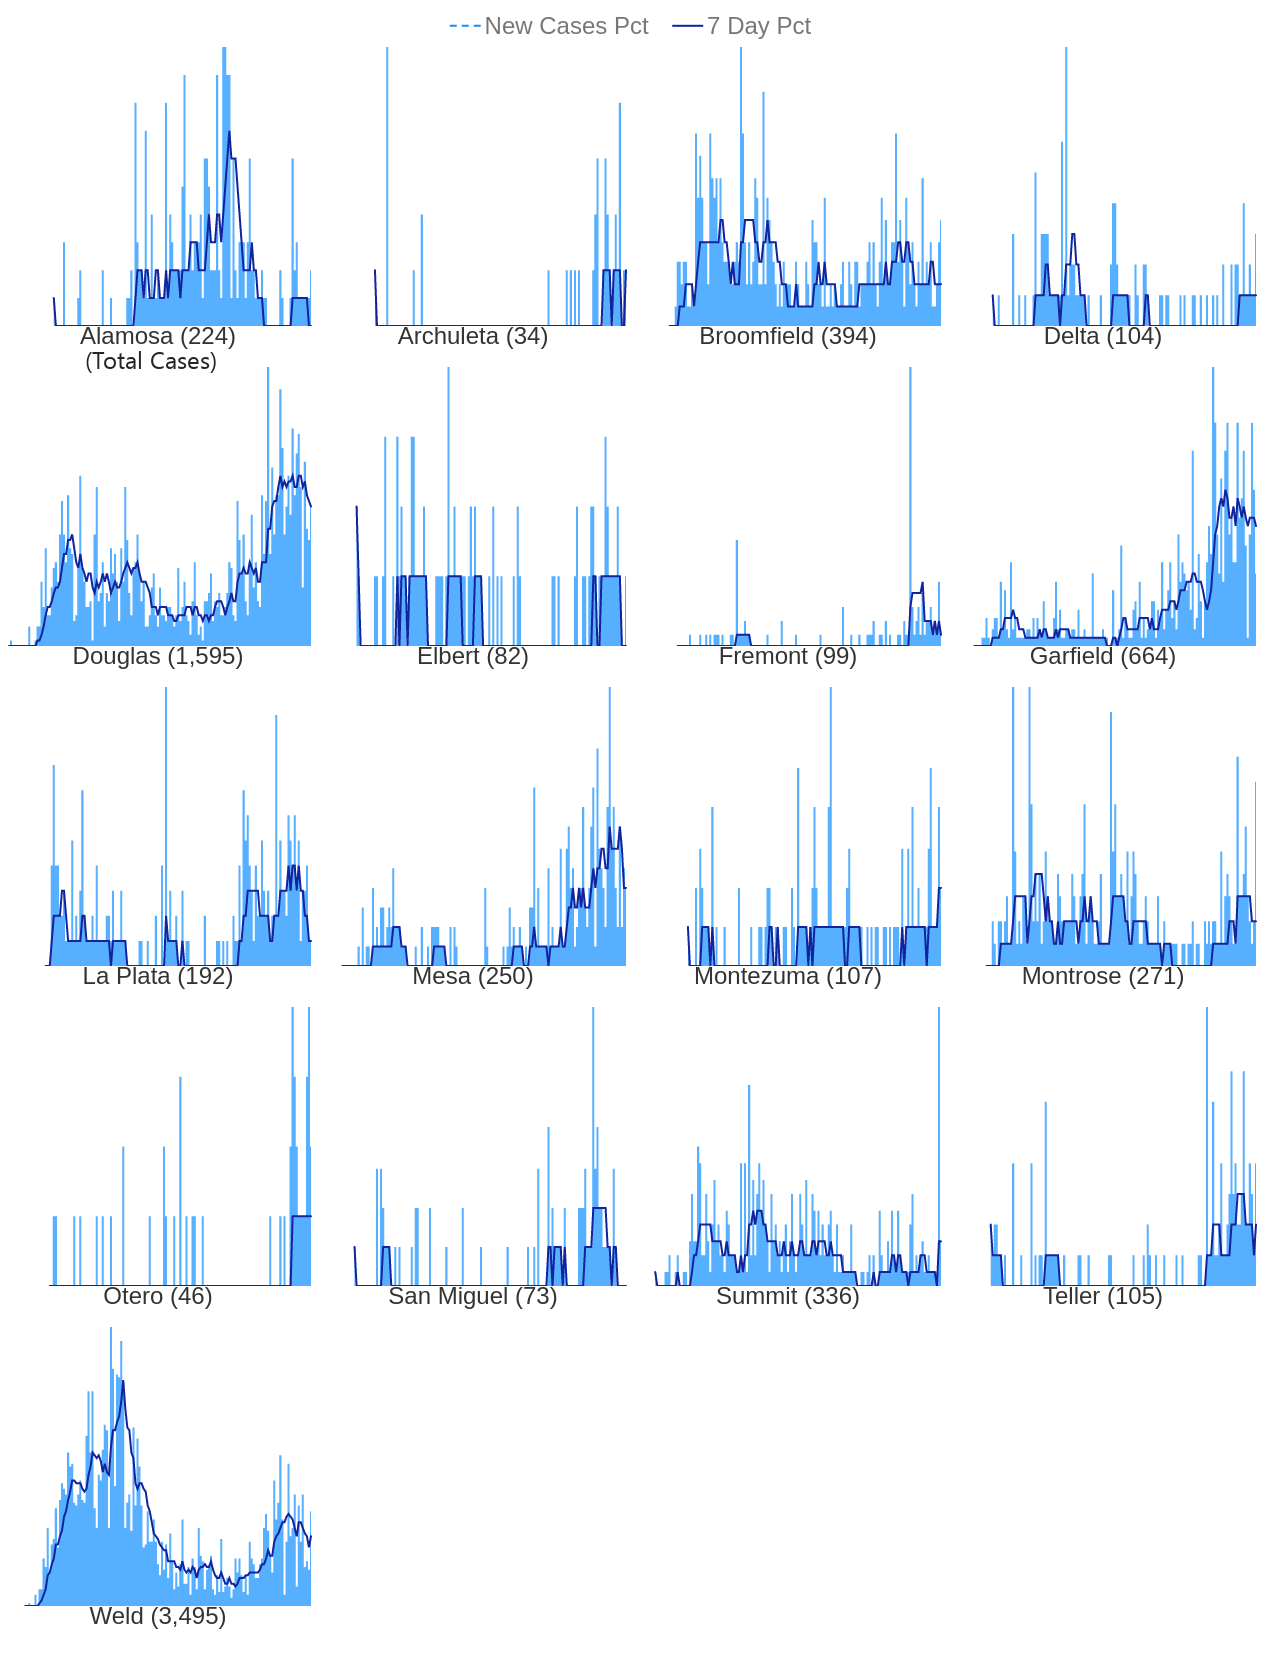 New Cases Pct 7 Day Pct
Alamosa (224) Archuleta (34) Broomfield (394) Delta (104)
(Total Cases)
Douglas (1,595) Elbert (82) Fremont (99) Garfield (664)
La Plata (192) Mesa (250) Montezuma (107) Montrose (271)
Otero (46) San Miguel (73) Summit (336) Teller (105)
Weld (3,495)